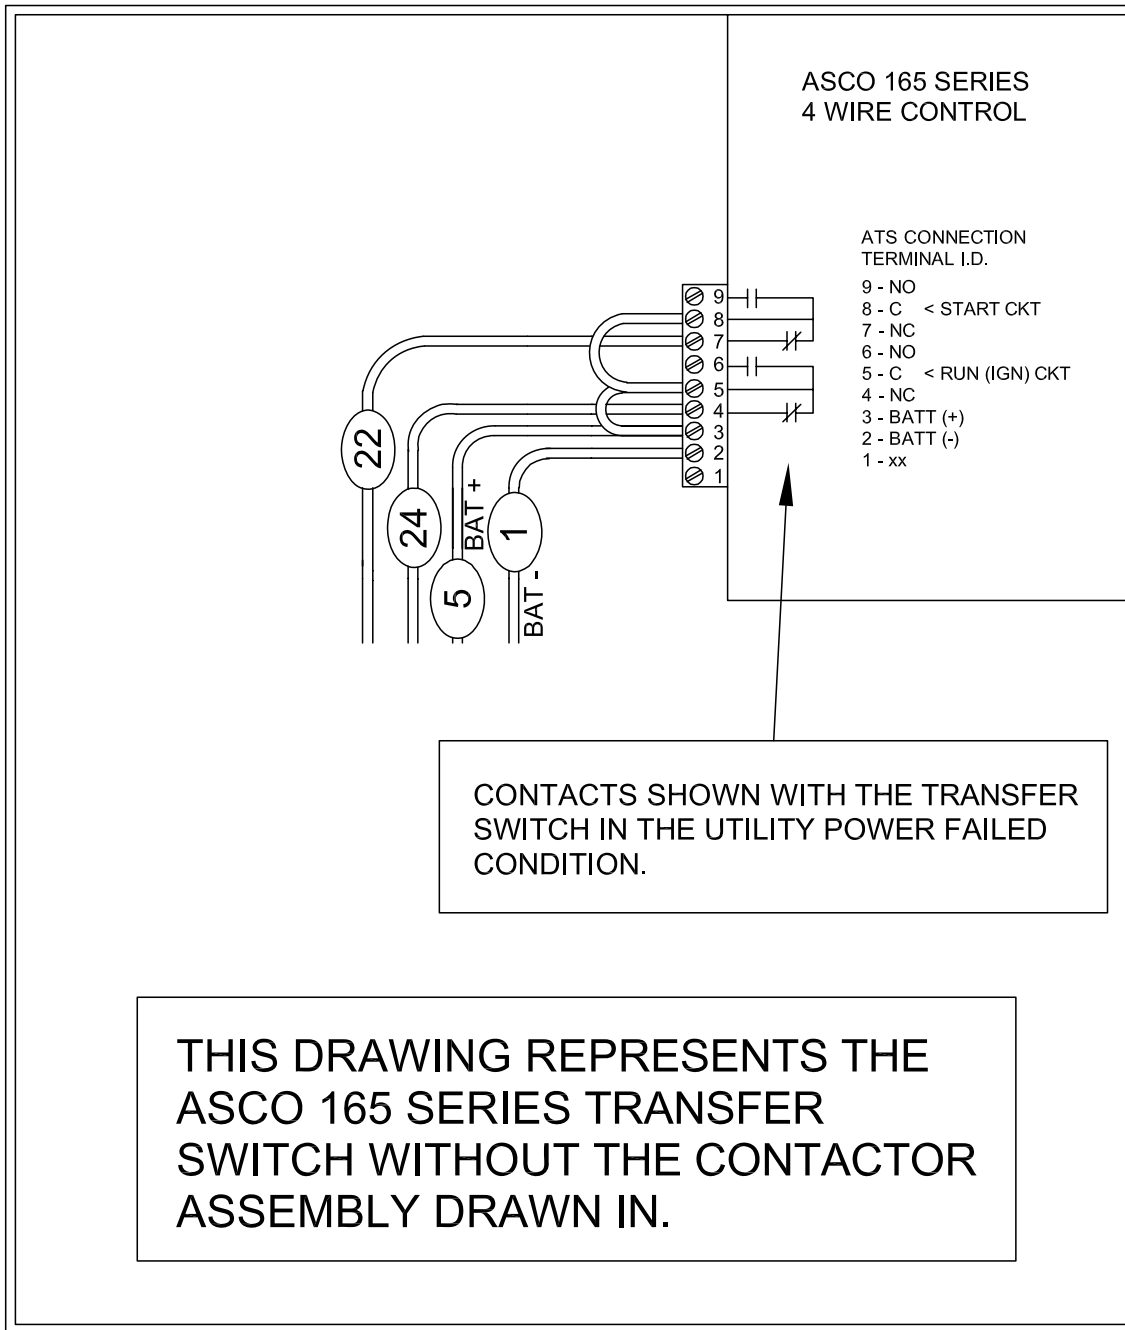 ASCO 165 SERIES
4 WIRE CONTROL
ATS CONNECTION
TERMINAL I.D.
9 - NO
8 - C < START CKT
7 - NC
6 - NO
5 - C < RUN (IGN) CKT
4 - NC
3 - BATT (+)
2 - BATT (-)
1 - xx
9
8
7
6
5
4
3
2
1
22
24
5
BAT +
1
BAT -
CONTACTS SHOWN WITH THE TRANSFER
SWITCH IN THE UTILITY POWER FAILED
CONDITION.
THIS DRAWING REPRESENTS THE
ASCO 165 SERIES TRANSFER
SWITCH WITHOUT THE CONTACTOR
ASSEMBLY DRAWN IN.